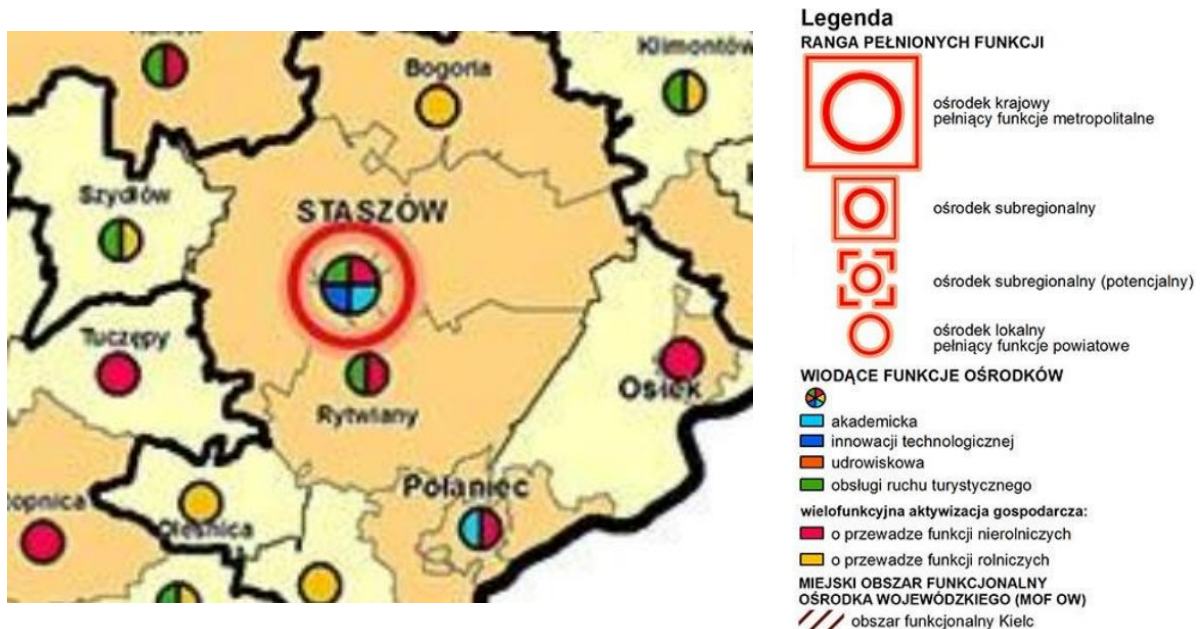 Klimontów
Bogoria
Szydłów
STASZÓW
Tuczępy
Osiek
Rytwiany
Połaniec
Oleśnica
Legenda
RANGA PEŁNIONYCH FUNKCJI
ośrodek krajowy
pełniący funkcje metropolitalne
ośrodek subregionalny
ośrodek subregionalny (potencjalny)
ośrodek lokalny
pełniący funkcje powiatowe
WIODĄCE FUNKCJE OŚRODKÓW
akademicka
innowacji technologicznej
udrowiskowa
obsługi ruchu turystycznego
wielofunkcyjna aktywizacja gospodarcza:
o przewadze funkcji nierolniczych
o przewadze funkcji rolniczych
MIEJSKI OBSZAR FUNKCJONALNY
OŚRODKA WOJEWÓDZKIEGO (MOF OW)
obszar funkcjonalny Kielc